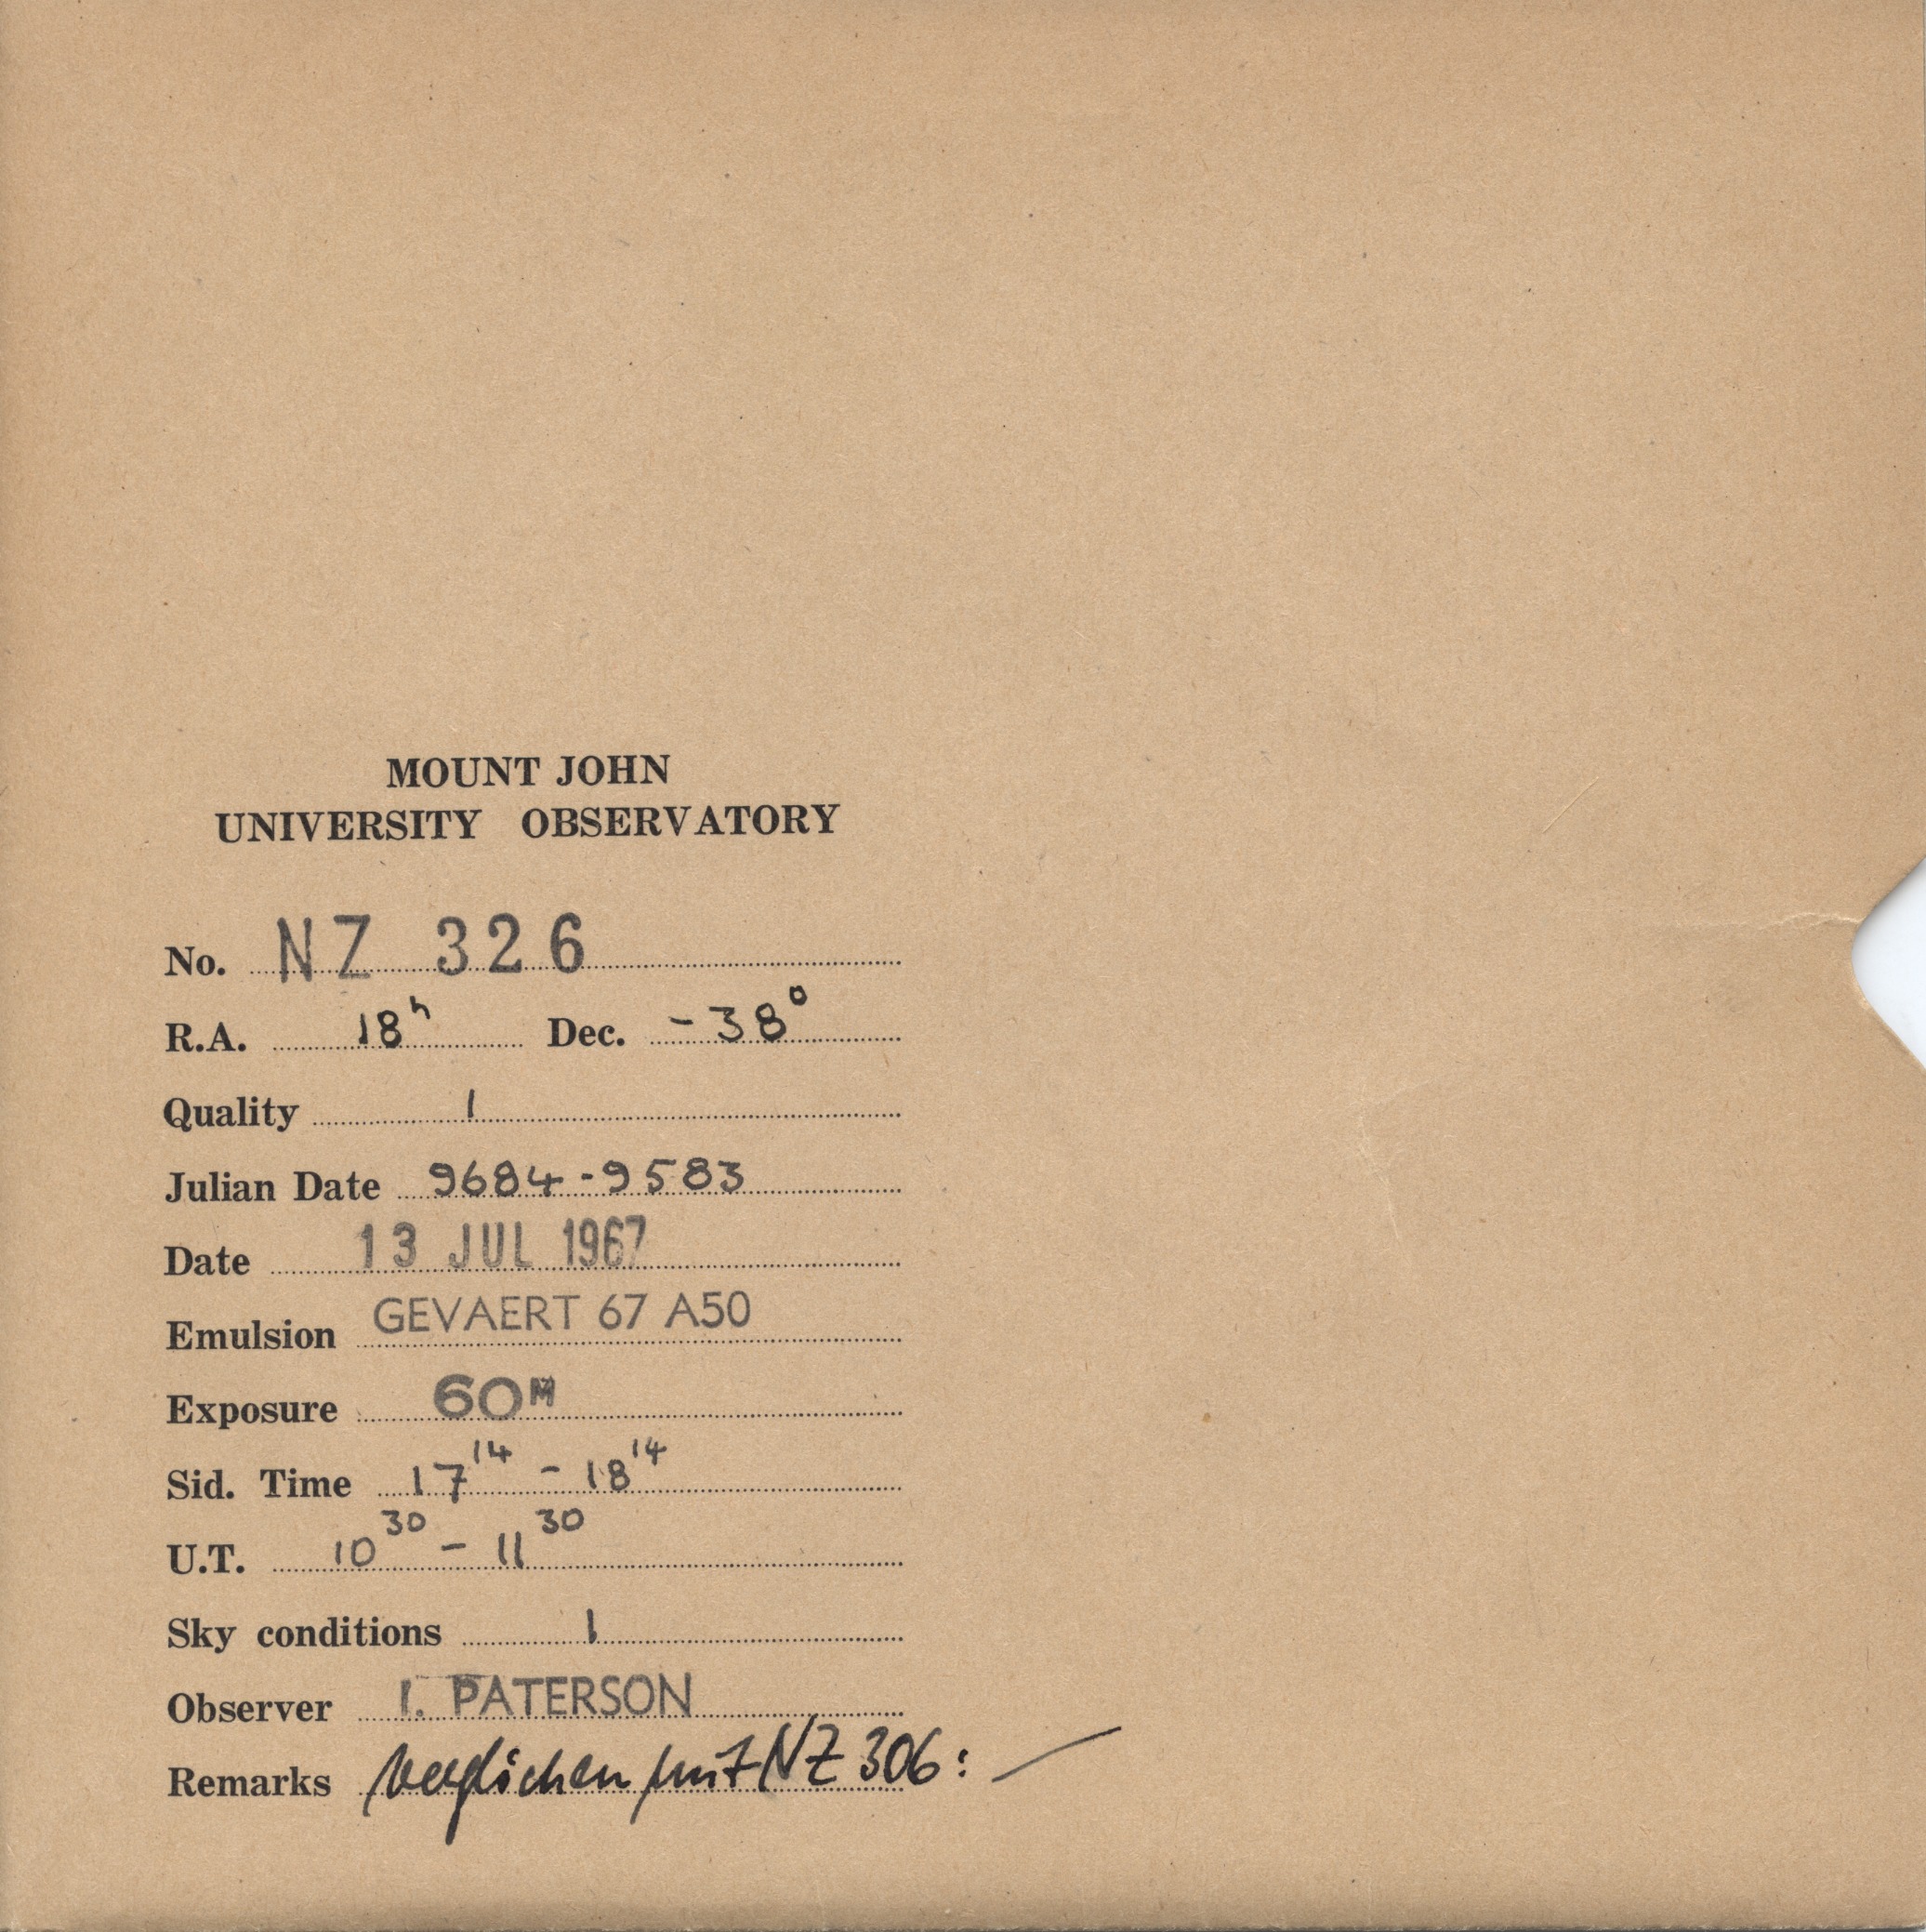 MOUNT JOHN
UNIVERSITY OBSERVATORY
No. NZ 326
R.A. 18h Dec. -38°
Quality 1
Julian Date 9684-9583
Date 13 JUL 1967
Emulsion GEVAERT 67 A50
Exposure 60M
Sid. Time 17 14 - 18 14
U.T. 10 30 - 11 30
Sky conditions 1
Observer I. PATERSON
Remarks verglichen mit NZ 306: —